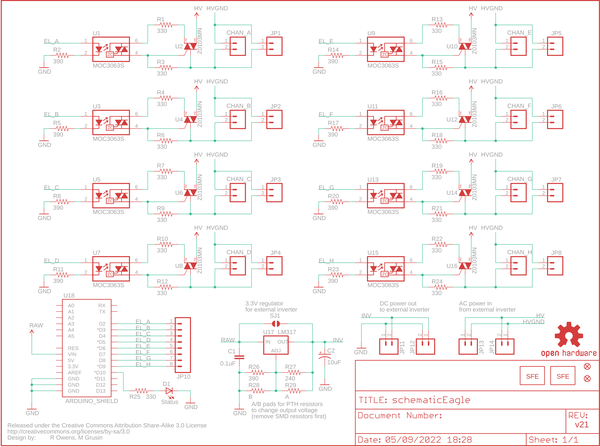 HV HVGND
R1
330
CHAN_A
JP1
EL_A
U1
R2
390
U2
Z0103MN
GND
MOC3063S
R3
330
HV HVGND
R13
330
CHAN_E
JP5
EL_E
U9
R14
390
U10
Z0103MN
GND
MOC3063S
R15
330
HV HVGND
R4
330
CHAN_B
JP2
EL_B
U3
R5
390
U4
Z0103MN
GND
MOC3063S
R6
330
HV HVGND
R16
330
CHAN_F
JP6
EL_F
U11
R17
390
U12
Z0103MN
GND
MOC3063S
R18
330
HV HVGND
R7
330
CHAN_C
JP3
EL_C
U5
R8
390
U6
Z0103MN
GND
MOC3063S
R9
330
HV HVGND
R19
330
CHAN_G
JP7
EL_G
U13
R20
390
U14
Z0103MN
GND
MOC3063S
R21
330
HV HVGND
R10
330
CHAN_D
JP4
EL_D
U7
R11
390
U8
Z0103MN
GND
MOC3063S
R12
330
HV HVGND
R22
330
CHAN_H
JP8
EL_H
U15
R23
390
U16
Z0103MN
GND
MOC3063S
R24
330
U18
A0
A1
A2
A3
A4
A5
RES
VIN
5V
3.3V
AREF
GND
GND
GND
RX
TX
D2
*D3
D4
*D5
*D6
D7
D8
*D9
*D10
*D11
D12
D13
ARDUINO_SHIELD
RAW
GND
EL_A
EL_B
EL_C
EL_D
EL_E
EL_F
EL_G
EL_H
JP10
R25
330
D1
Status
GND
3.3V regulator
for external inverter
SJ1
RAW
U17 LM317
IN OUT
ADJ
INV
C1
0.1uF
C2
10uF
R26
390
R27
240
R28
R29
GND
GND
A/B pads for PTH resistors
to change output voltage
(remove SMD resistors first)
DC power out
to external inverter
INV
JP11
JP12
GND
AC power in
from external inverter
HV
HVGND
JP13
JP14
open hardware
SFE
SFE
TITLE: schematicEagle
Document Number:
REV:
v21
Date: 05/09/2022 18:28
Sheet: 1/1
Released under the Creative Commons Attribution Share-Alike 3.0 License
http://creativecommons.org/licenses/by-sa/3.0
Design by: R Owens, M Grusin